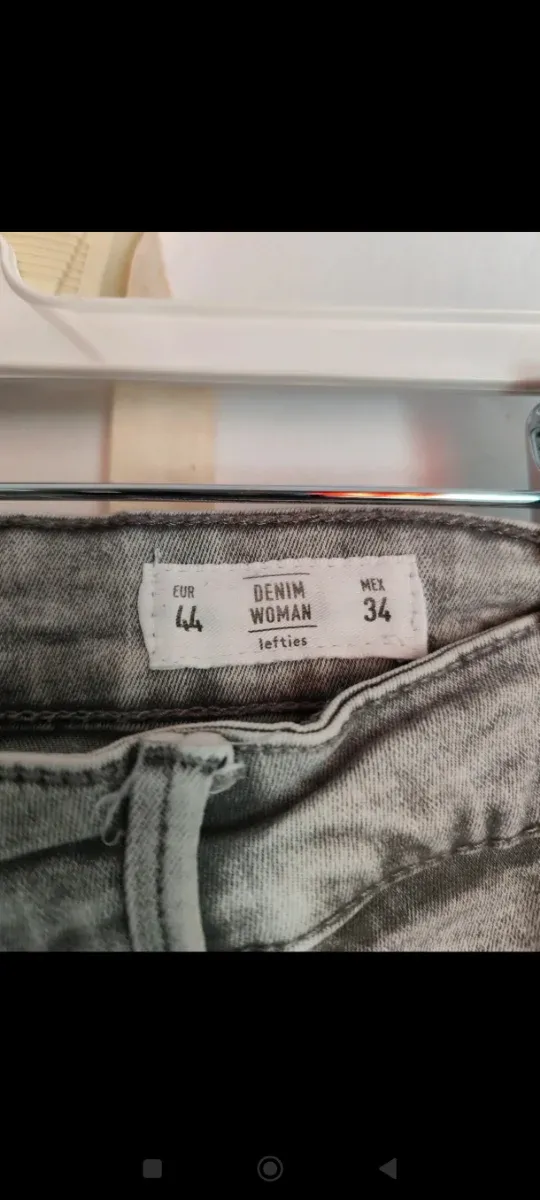 EUR
44
DENIM
WOMAN
lefties
MEX
34